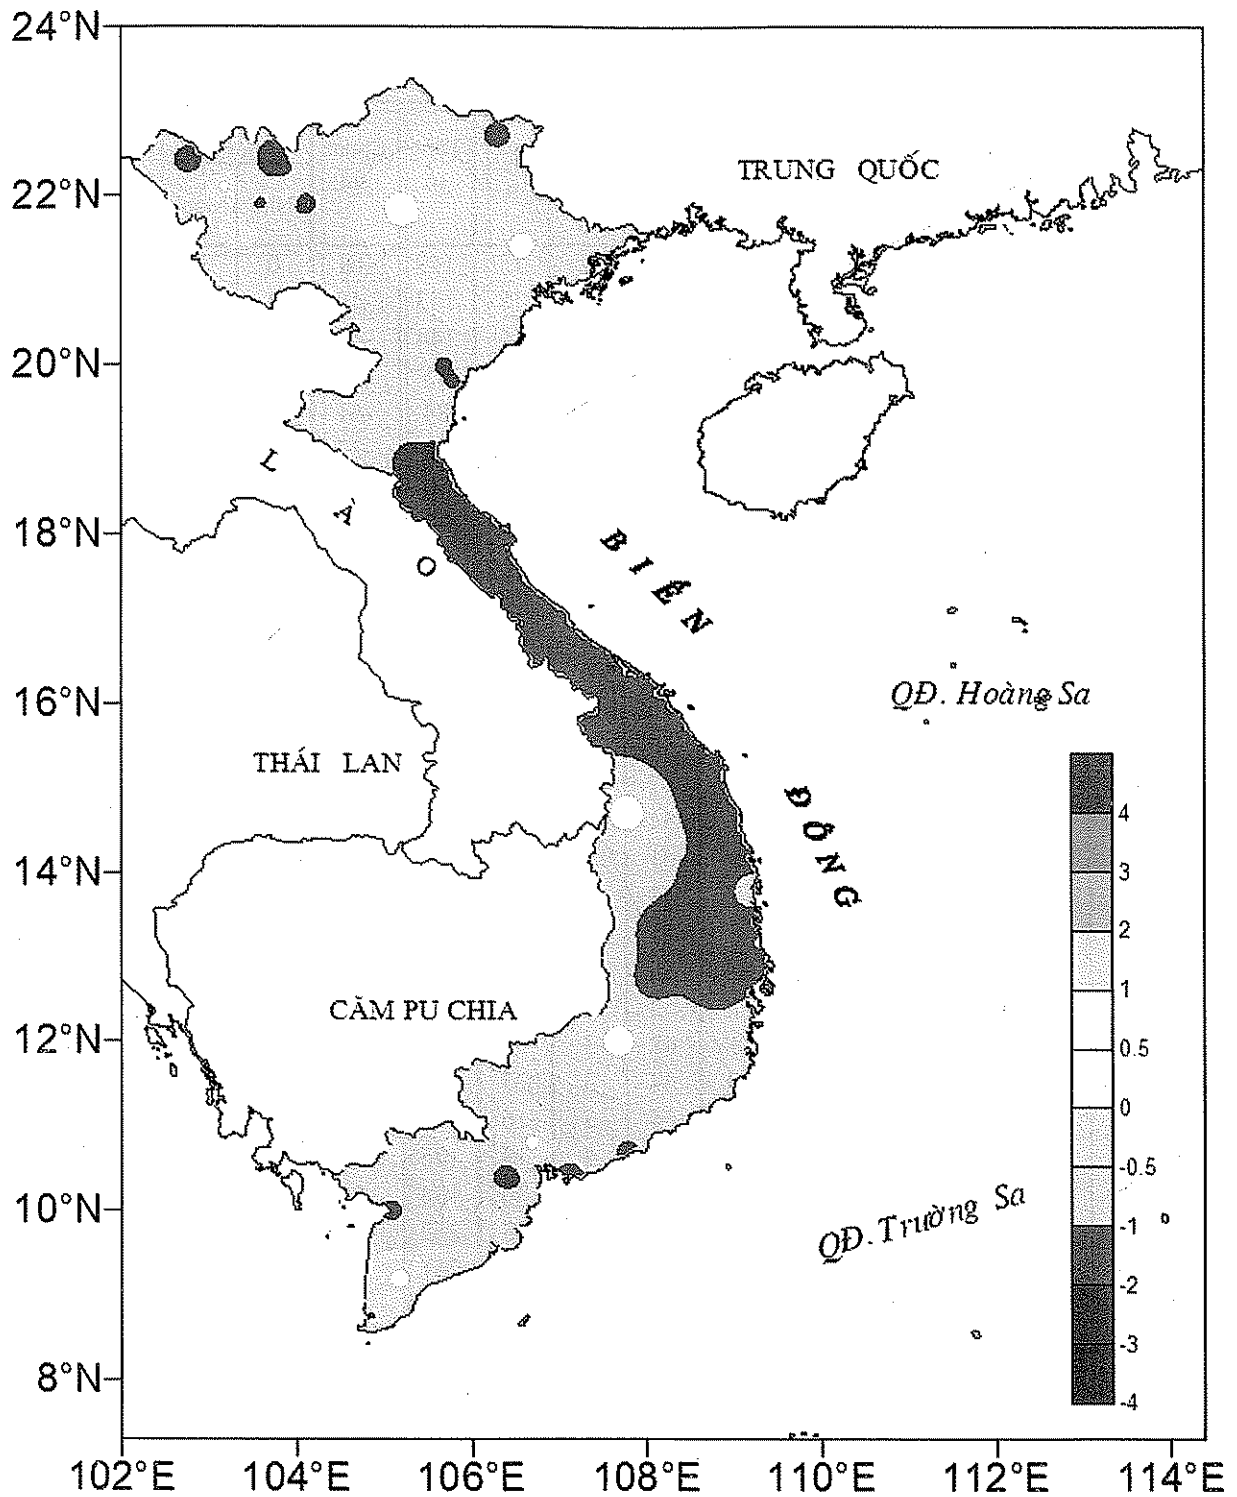 24°N
22°N
20°N
18°N
16°N
14°N
12°N
10°N
8°N
TRUNG QUỐC
L
À
O
BIỂN
ĐÔNG
QĐ. Hoàng Sa
THÁI LAN
CĂM PU CHIA
QĐ. Trường Sa
4
3
2
1
0.5
0
-0.5
-1
-2
-3
-4
102°E 104°E 106°E 108°E 110°E 112°E 114°E